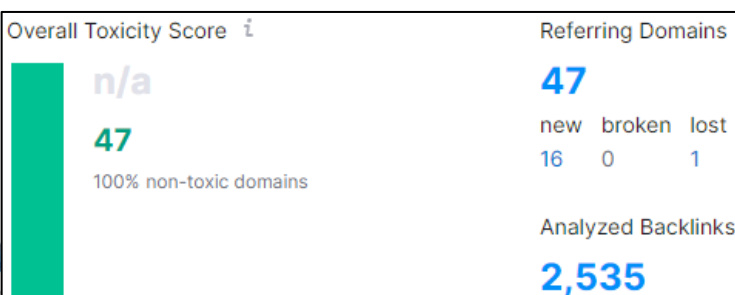 Overall Toxicity Score i
n/a
47
100% non-toxic domains
Referring Domains
47
new broken lost
16 0 1
Analyzed Backlinks
2,535